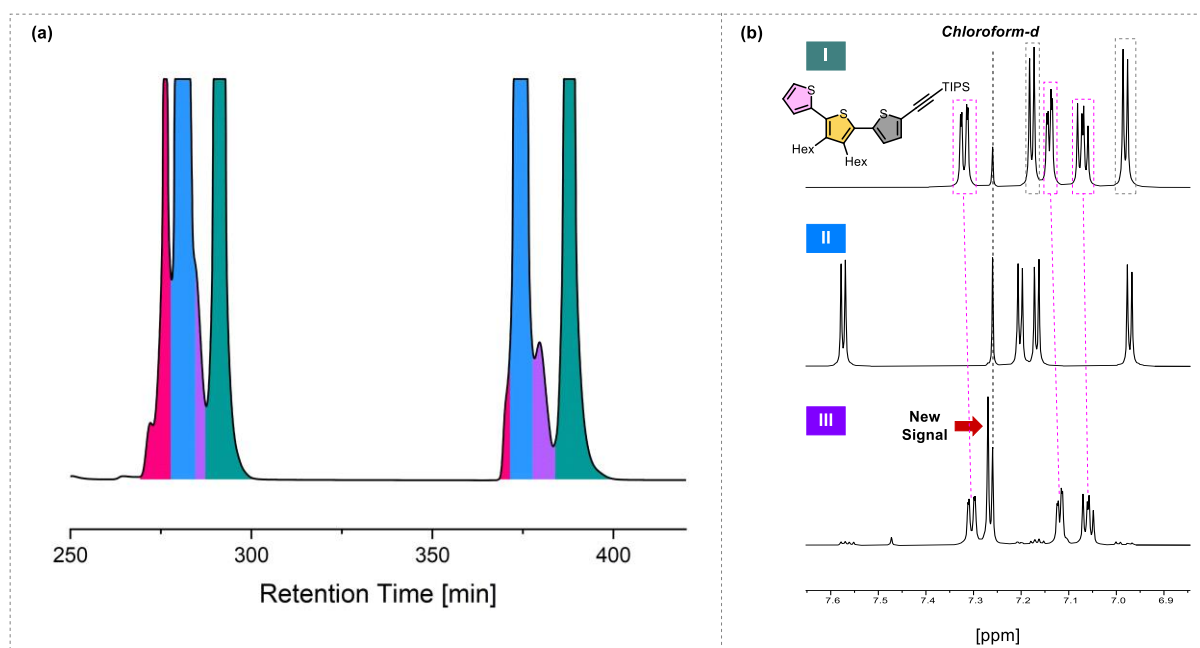 (a)
250
300
350
400
Retention Time [min]
(b)
Chloroform-d
I
TIPS
S
S
S
Hex
Hex
II
III
New
Signal
7.6
7.5
7.4
7.3
7.2
7.1
7.0
6.9
[ppm]